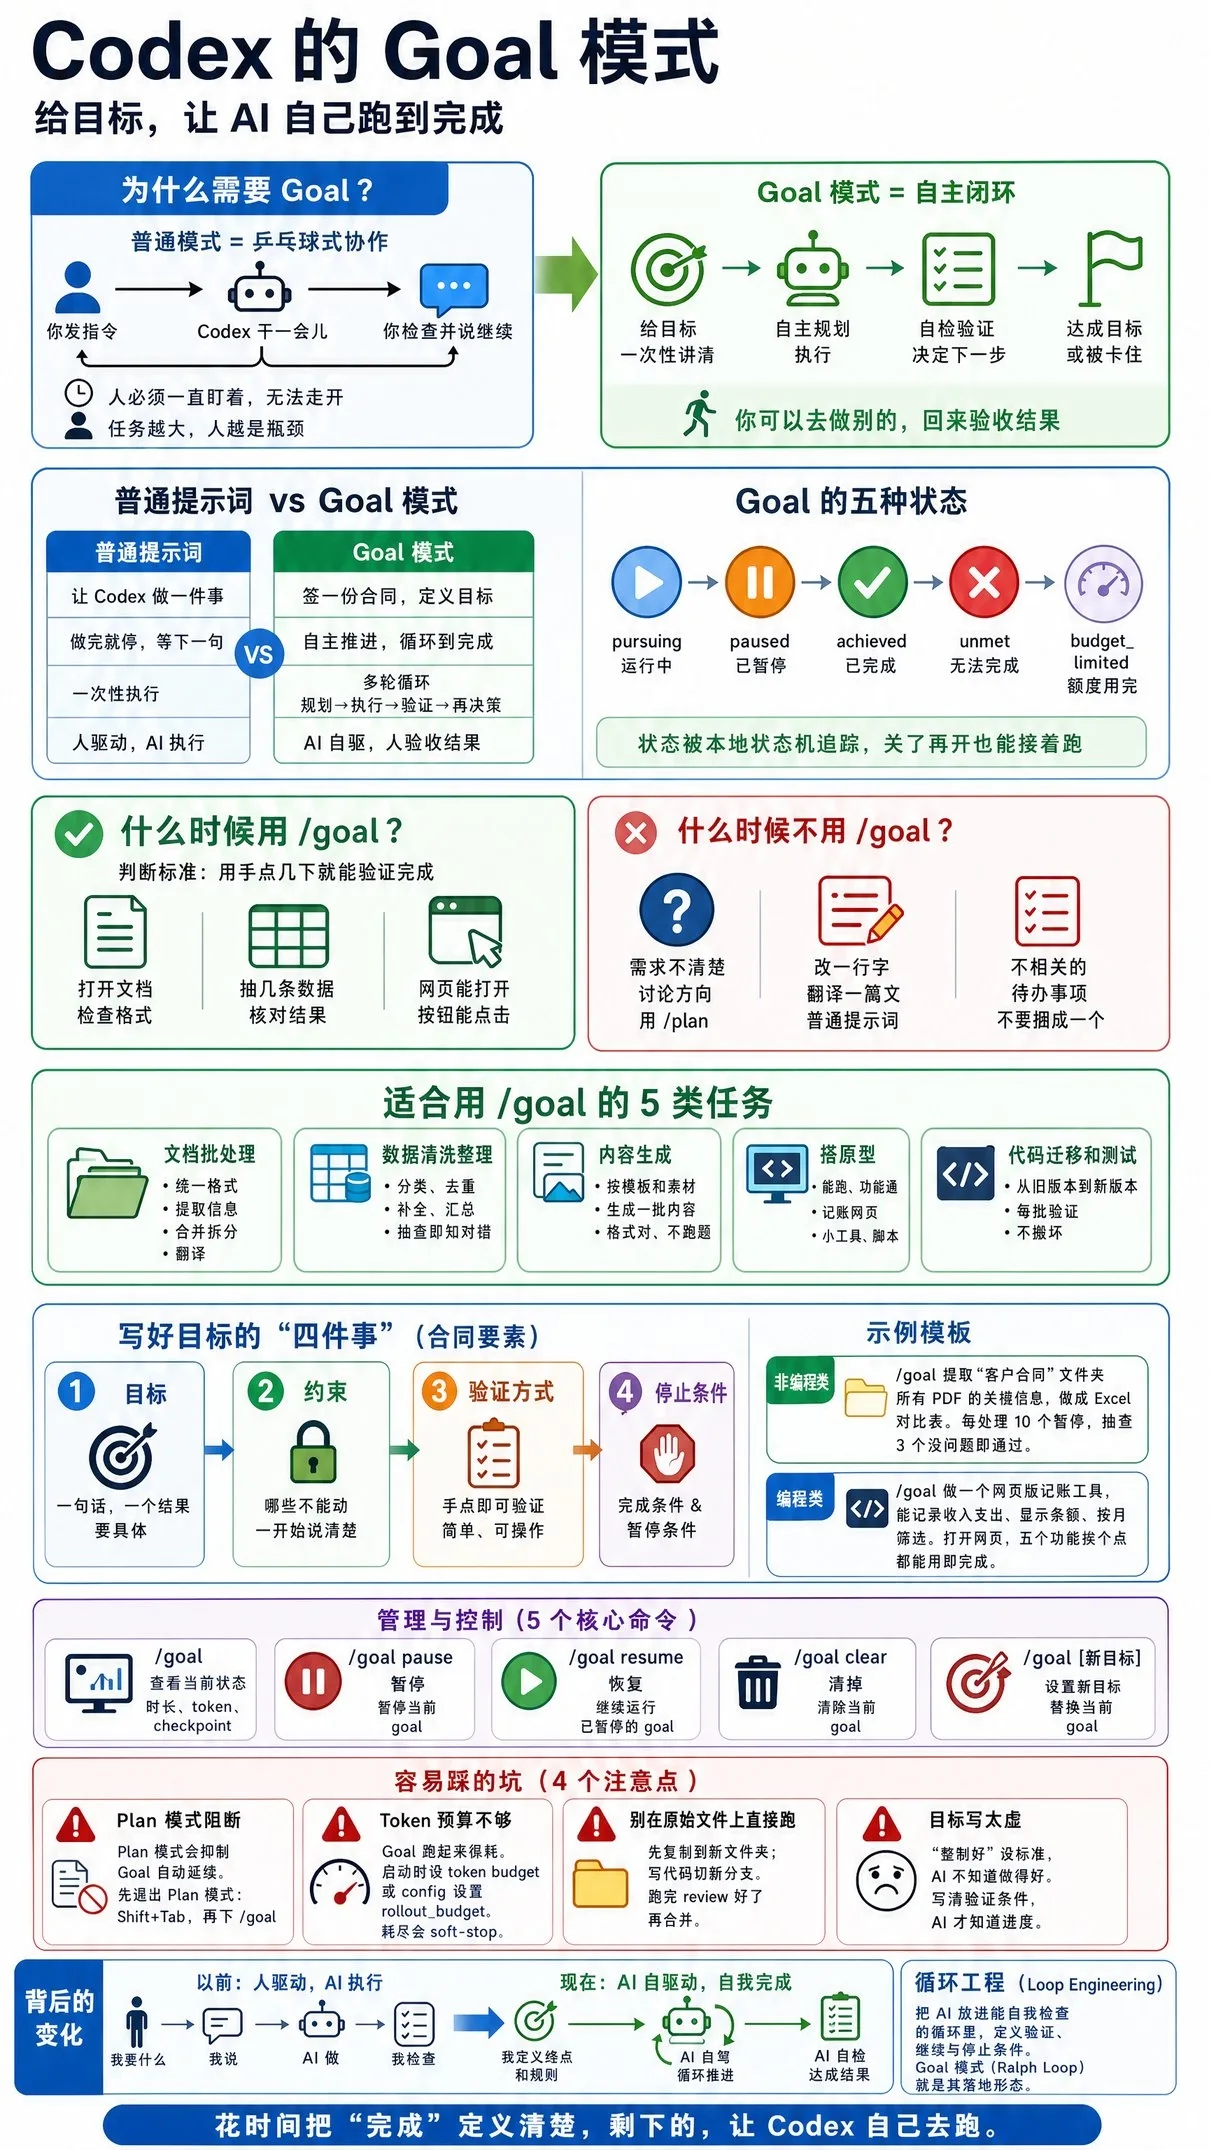 Codex 的 Goal 模式
给目标，让 AI 自己跑到完成
为什么需要 Goal？
普通模式 = 乒乓球式协作
你发指令
Codex 干一会儿
你检查并说继续
人必须一直盯着，无法走开
任务越大，人越是瓶颈
Goal 模式 = 自主闭环
给目标
一次性讲清
自主规划
执行
自检验证
决定下一步
达成目标
或被卡住
你可以去做别的，回来验收结果
普通提示词 vs Goal 模式
普通提示词
Goal 模式
让 Codex 做一件事
签一份合同，定义目标
做完就停，等下一句
VS
自主推进，循环到完成
一次性执行
多轮循环
规划→执行→验证→再决策
人驱动，AI 执行
AI 自驱，人验收结果
Goal 的五种状态
pursuing
运行中
paused
已暂停
achieved
已完成
unmet
无法完成
budget_
limited
额度用完
状态被本地状态机追踪，关了再开也能接着跑
什么时候用 /goal？
判断标准：用手点几下就能验证完成
打开文档
检查格式
抽几条数据
核对结果
网页能打开
按钮能点击
什么时候不用 /goal？
需求不清楚
讨论方向
用 /plan
改一行字
翻译一篇文
普通提示词
不相关的
待办事项
不要捆成一个
适合用 /goal 的 5 类任务
文档批处理
• 统一格式
• 提取信息
• 合并拆分
• 翻译
数据清洗整理
• 分类、去重
• 补全、汇总
• 抽查即知对错
内容生成
• 按模板和素材
• 生成一批内容
• 格式对、不跑题
搭原型
• 能跑、功能通
• 记账网页
• 小工具、脚本
代码迁移和测试
• 从旧版本到新版本
• 每批验证
• 不搬坏
写好目标的“四件事”（合同要素）
1 目标
一句话，一个结果
要具体
2 约束
哪些不能动
一开始说清楚
3 验证方式
手点即可验证
简单、可操作
4 停止条件
完成条件 &
暂停条件
示例模板
非编程类
/goal 提取“客户合同”文件夹
所有 PDF 的关键信息，做成 Excel
对比表。每处理 10 个暂停，抽查
3 个没问题即通过。
编程类
/goal 做一个网页版记账工具，
能记录收入支出、显示条额、按月
筛选。打开网页，五个功能挨个点
都能用即完成。
管理与控制（5 个核心命令 ）
/goal
查看当前状态
时长、token、
checkpoint
/goal pause
暂停
暂停当前
goal
/goal resume
恢复
继续运行
已暂停的 goal
/goal clear
清掉
清除当前
goal
/goal [新目标]
设置新目标
替换当前
goal
容易踩的坑（4 个注意点 ）
Plan 模式阻断
Plan 模式会抑制
Goal 自动延续。
先退出 Plan 模式：
Shift+Tab，再下 /goal
Token 预算不够
Goal 跑起来很耗。
启动时设 token budget
或 config 设置
rollout_budget。
耗尽会 soft-stop。
别在原始文件上直接跑
先复制到新文件夹；
写代码切新分支。
跑完 review 好了
再合并。
目标写太虚
“整制好”没标准，
AI 不知道做得好。
写清验证条件，
AI 才知道进度。
背后的
变化
以前：人驱动，AI 执行
我要什么
我说
AI 做
我检查
现在：AI 自驱动，自我完成
我定义终点
和规则
AI 自驾
循环推进
AI 自检
达成结果
循环工程（Loop Engineering）
把 AI 放进能自我检查
的循环里，定义验证、
继续与停止条件。
Goal 模式（Ralph Loop）
就是其落地形态。
花时间把“完成”定义清楚，剩下的，让 Codex 自己去跑。